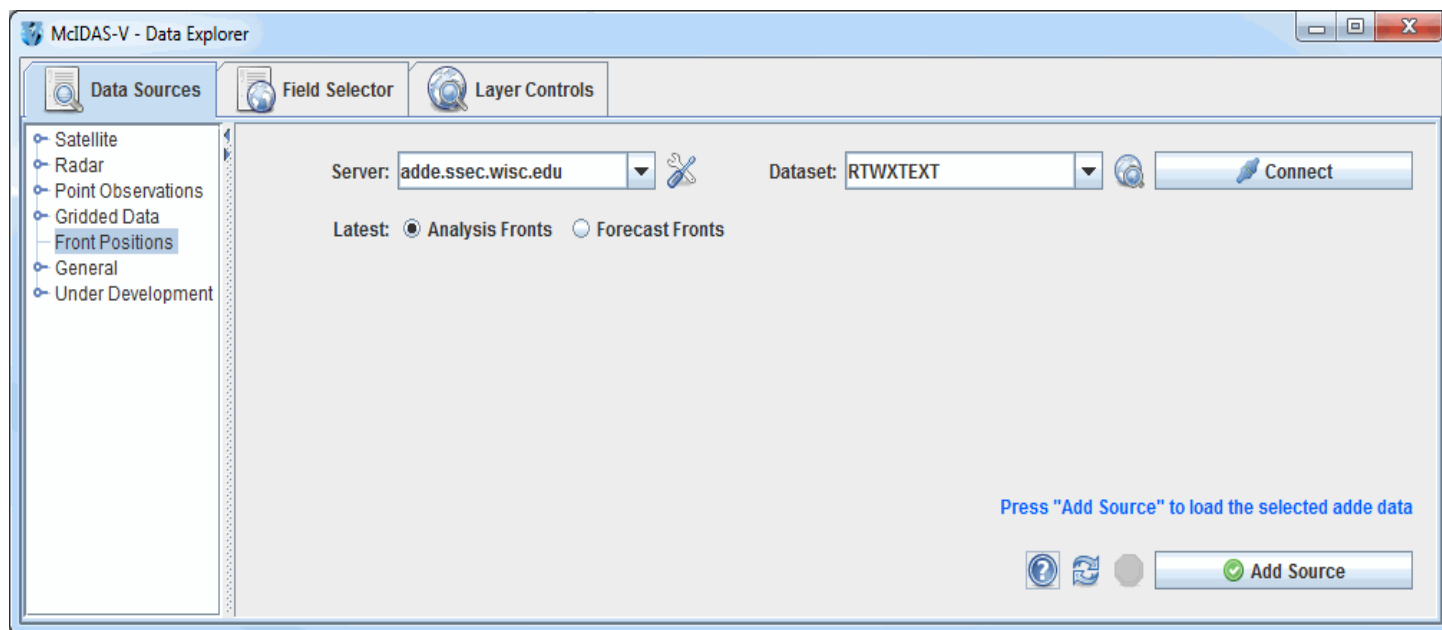 McIDAS-V - Data Explorer
Data Sources
Field Selector
Layer Controls
Satellite
Radar
Point Observations
Gridded Data
Front Positions
General
Under Development
Server: adde.ssec.wisc.edu
Dataset: RTWXTEXT
Connect
Latest: Analysis Fronts Forecast Fronts
Press "Add Source" to load the selected adde data
? Add Source